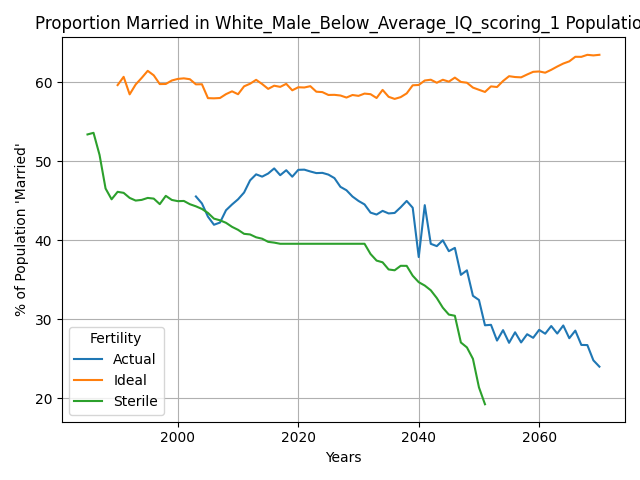 Proportion Married in White_Male_Below_Average_IQ_scoring_1 Populatio
% of Population 'Married'
60
50
40
30
20
Fertility
Actual
Ideal
Sterile
2000
2020
2040
2060
Years